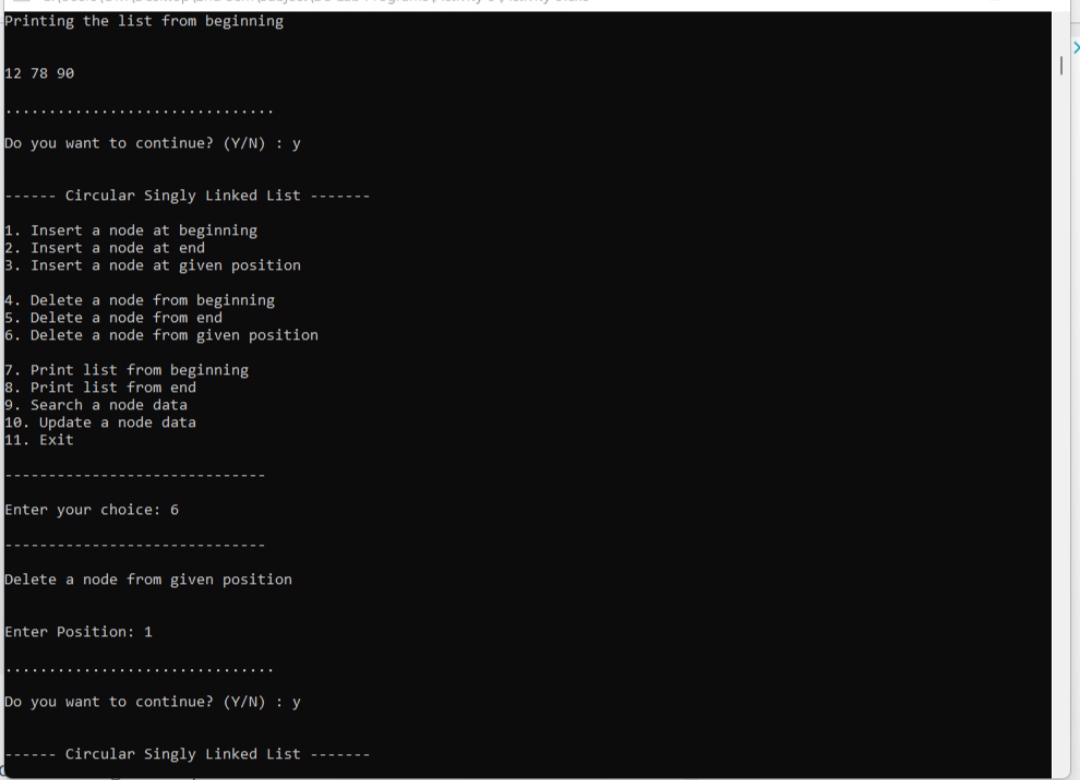 Printing the list from beginning
12 78 90
...............................
Do you want to continue? (Y/N) : y
------ Circular Singly Linked List -------
1. Insert a node at beginning
2. Insert a node at end
3. Insert a node at given position
4. Delete a node from beginning
5. Delete a node from end
6. Delete a node from given position
7. Print list from beginning
8. Print list from end
9. Search a node data
10. Update a node data
11. Exit
------------------------------
Enter your choice: 6
------------------------------
Delete a node from given position
Enter Position: 1
...............................
Do you want to continue? (Y/N) : y
------ Circular Singly Linked List -------